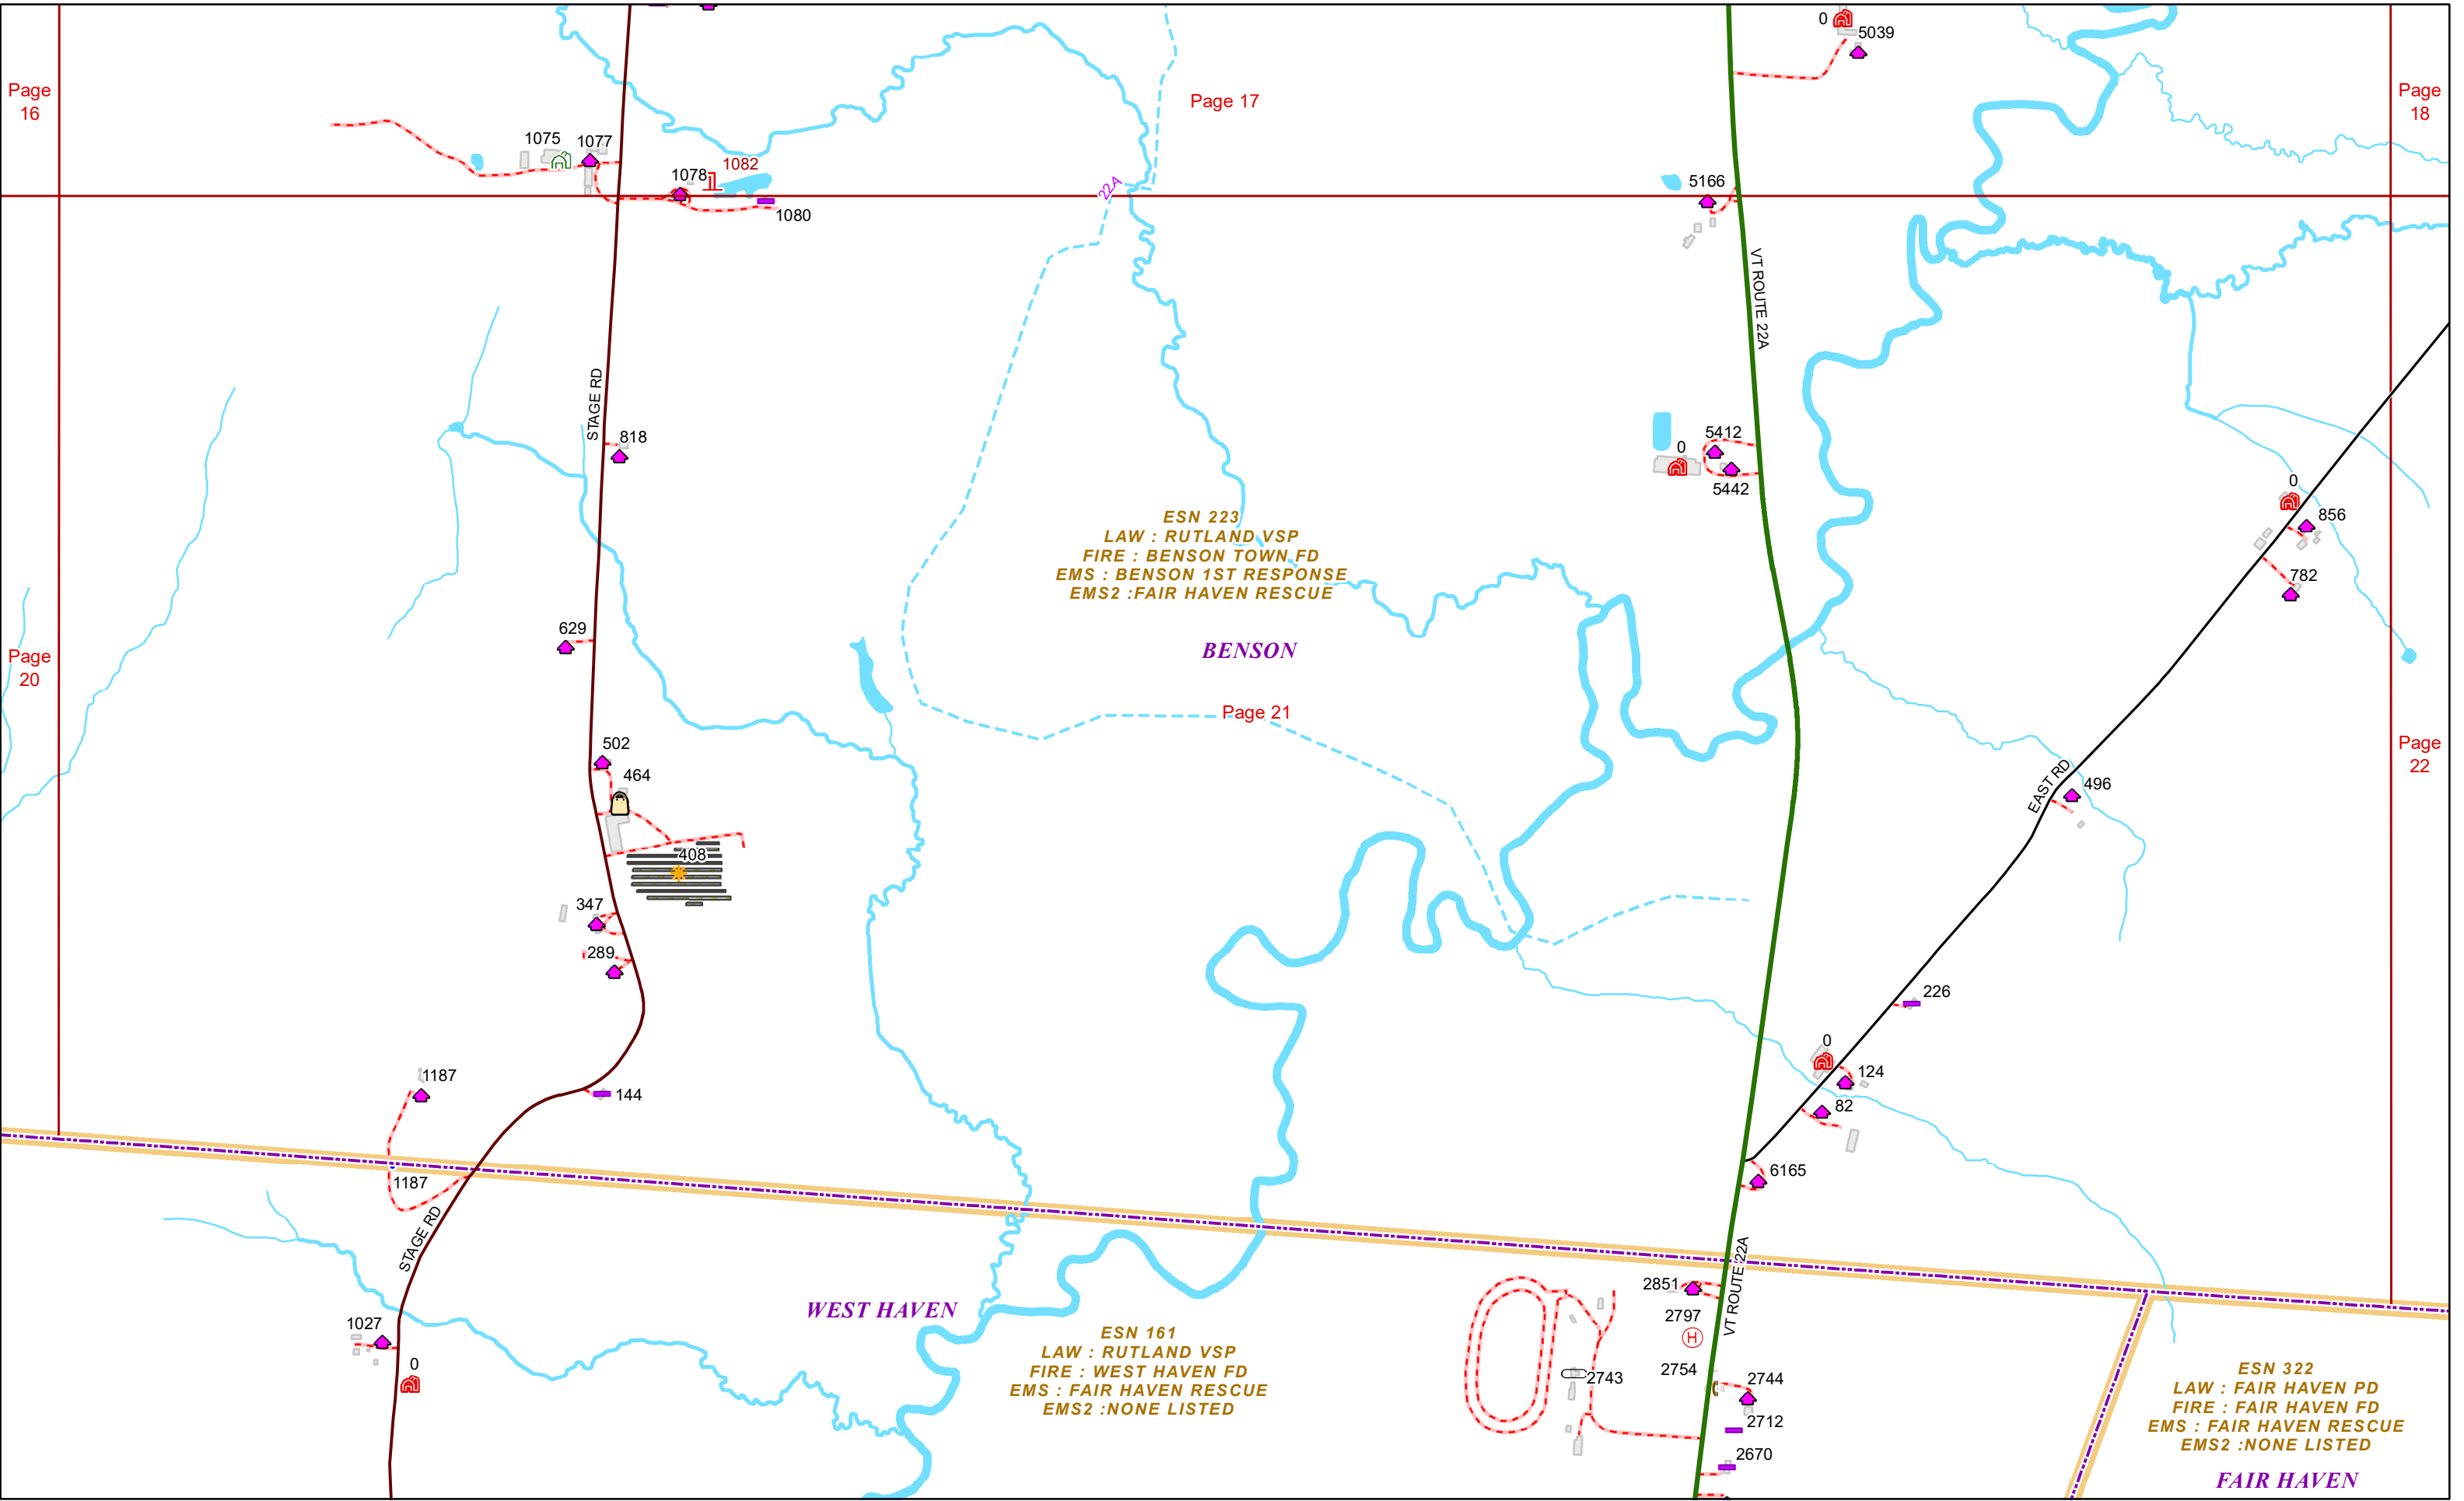 0
5039
Page
16
Page 17
Page
18
1075
1077
1078
1082
1080
22A
5166
VT ROUTE 22A
STAGE RD
818
5412
0
5442
0
856
782
ESN 223
LAW : RUTLAND VSP
FIRE : BENSON TOWN FD
EMS : BENSON 1ST RESPONSE
EMS2 :FAIR HAVEN RESCUE
629
BENSON
Page
20
Page 21
Page
22
502
464
408
EAST RD
496
347
289
226
0
124
82
1187
144
6165
1187
STAGE RD
VT ROUTE 22A
2851
2797
H
WEST HAVEN
1027
0
ESN 161
LAW : RUTLAND VSP
FIRE : WEST HAVEN FD
EMS : FAIR HAVEN RESCUE
EMS2 :NONE LISTED
2754
2743
2744
2712
2670
ESN 322
LAW : FAIR HAVEN PD
FIRE : FAIR HAVEN FD
EMS : FAIR HAVEN RESCUE
EMS2 :NONE LISTED
FAIR HAVEN